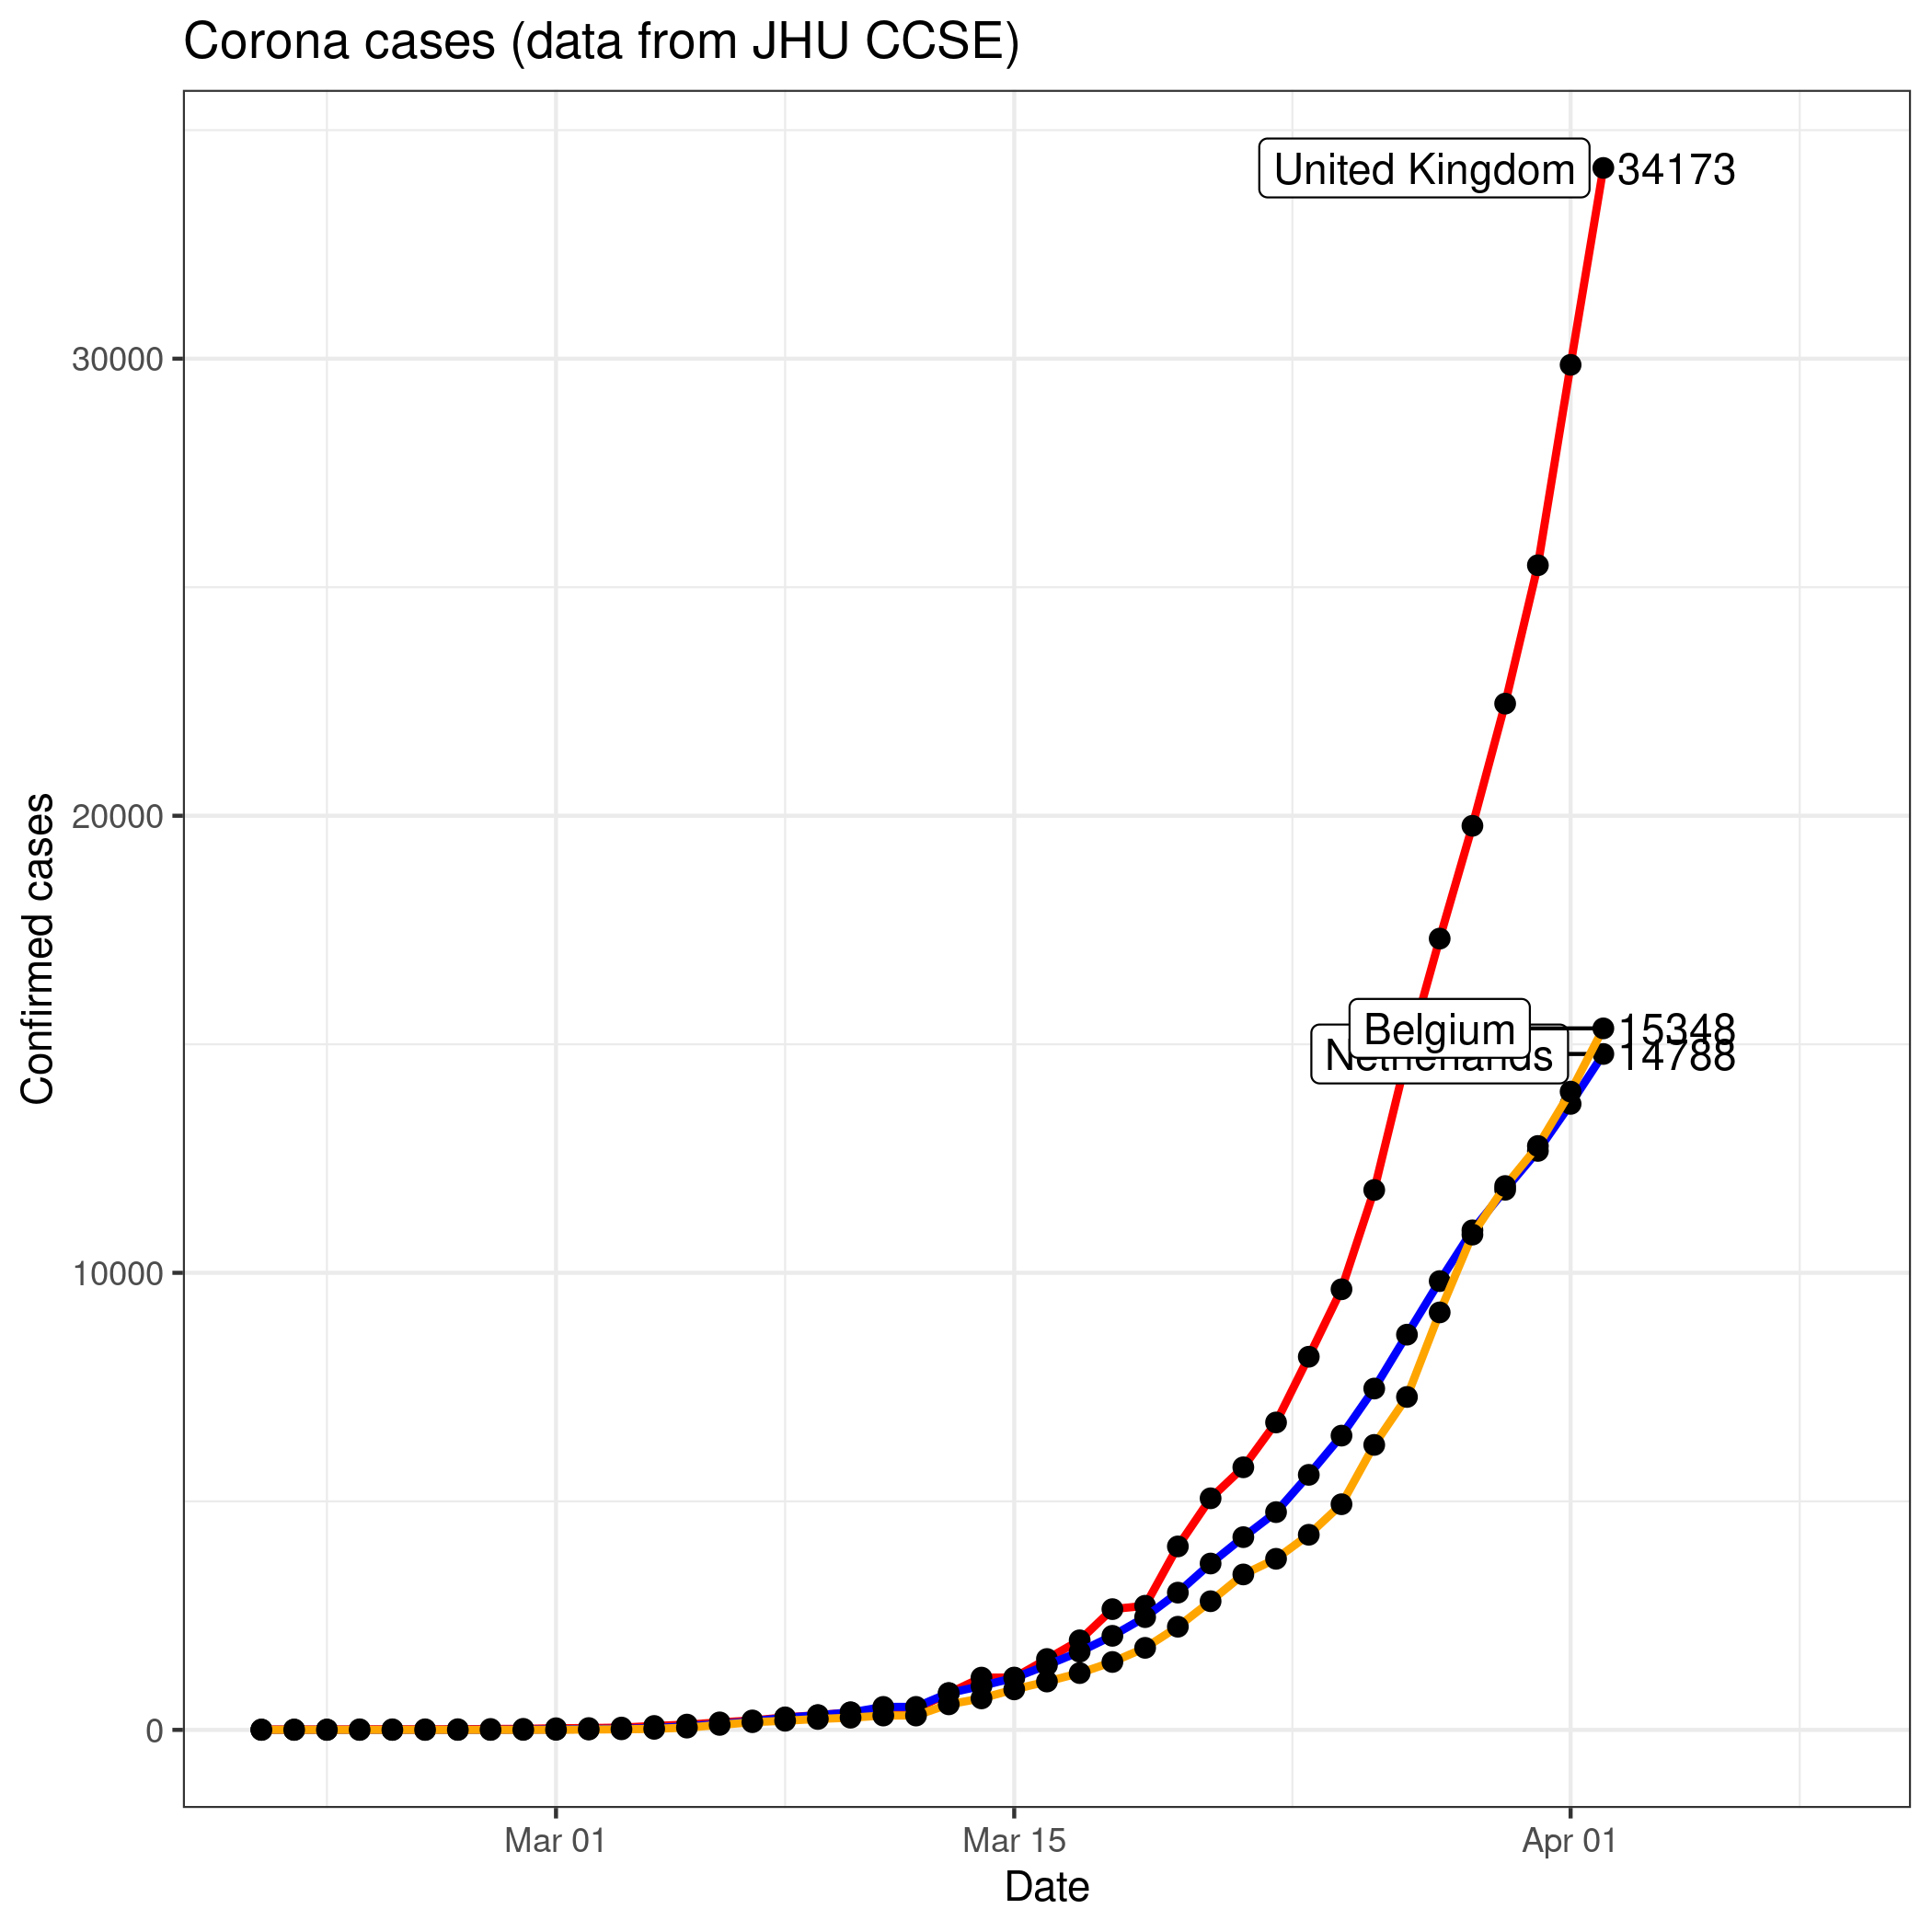 Corona cases (data from JHU CCSE)
United Kingdom
34173
30000
20000
Confirmed cases
Belgium
15348
Netherlands
14788
10000
0
Mar 01
Mar 15
Apr 01
Date